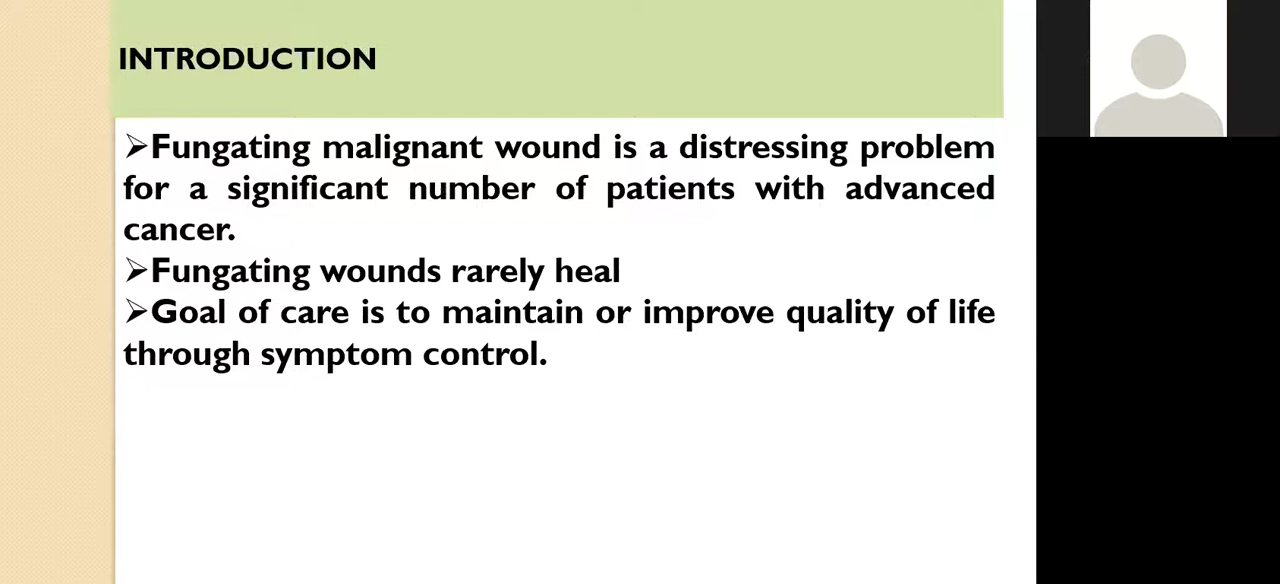 INTRODUCTION
➢Fungating malignant wound is a distressing problem
for a significant number of patients with advanced
cancer.
➢Fungating wounds rarely heal
➢Goal of care is to maintain or improve quality of life
through symptom control.